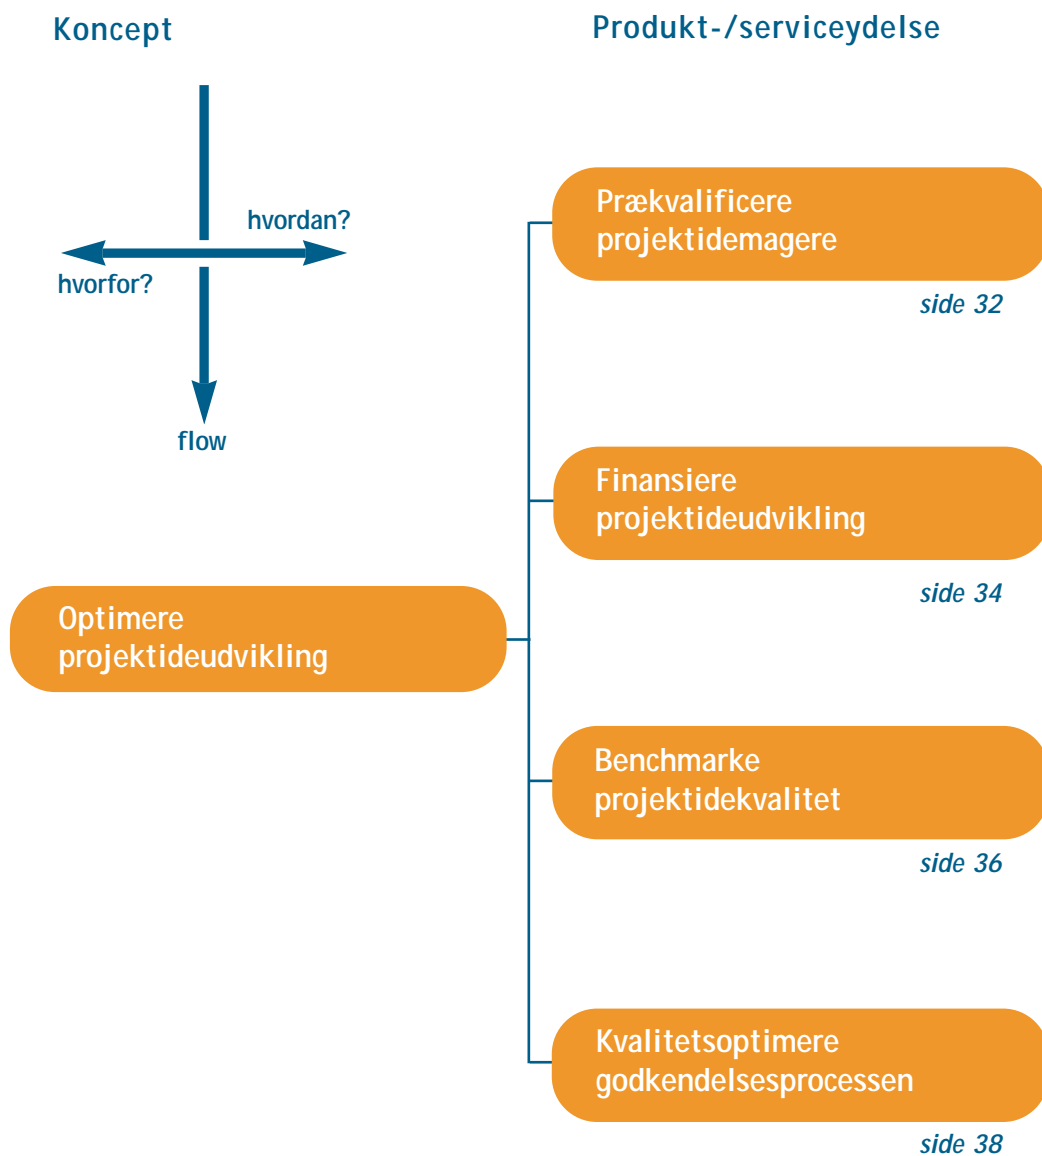 Koncept
Produkt-/serviceydelse
hvordan?
hvorfor?
flow
Optimere
projektideudvikling
Prækvalificere
projektidemagere
side 32
Finansiere
projektideudvikling
side 34
Benchmarke
projektidekvalitet
side 36
Kvalitetsoptimere
godkendelsesprocessen
side 38